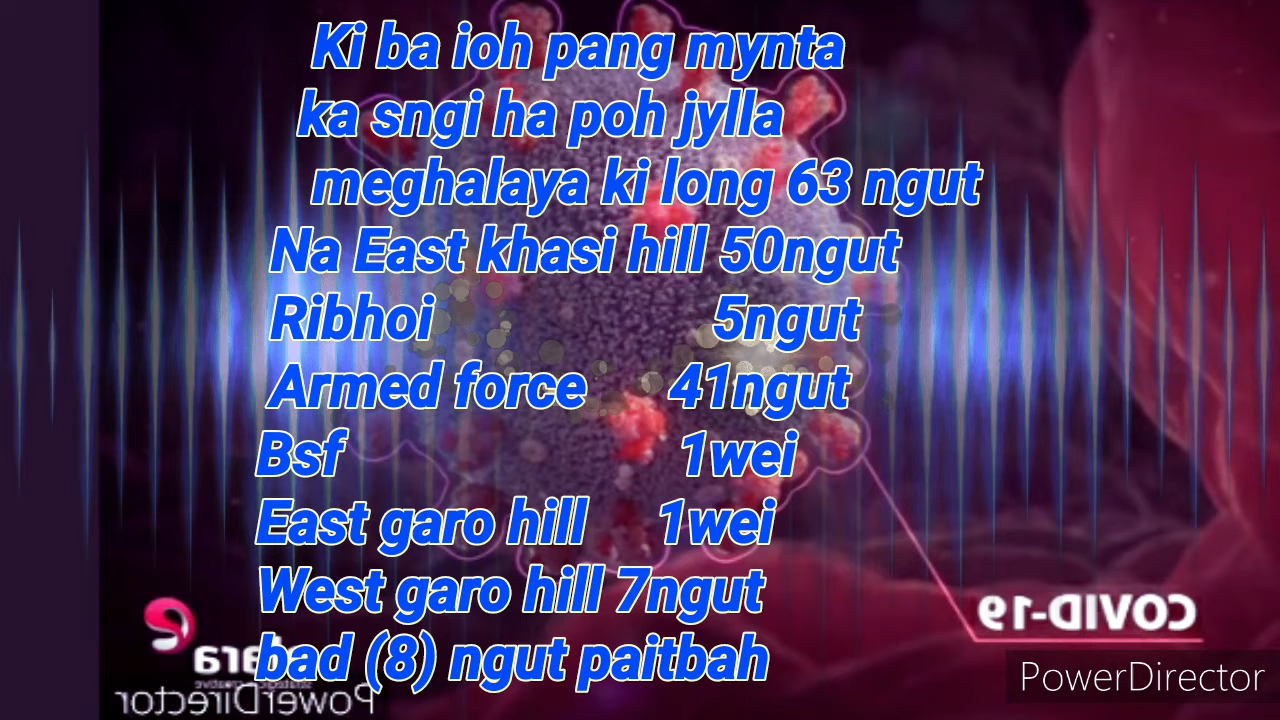 Ki ba ioh pang mynta
ka sngi ha poh jylla
meghalaya ki long 63 ngut
Na East khasi hill 50ngut
Ribhoi 5ngut
Armed force 41ngut
Bsf 1wei
East garo hill 1wei
West garo hill 7ngut
bad (8) ngut paitbah
COVID-19
PowerDirector
PowerDirector